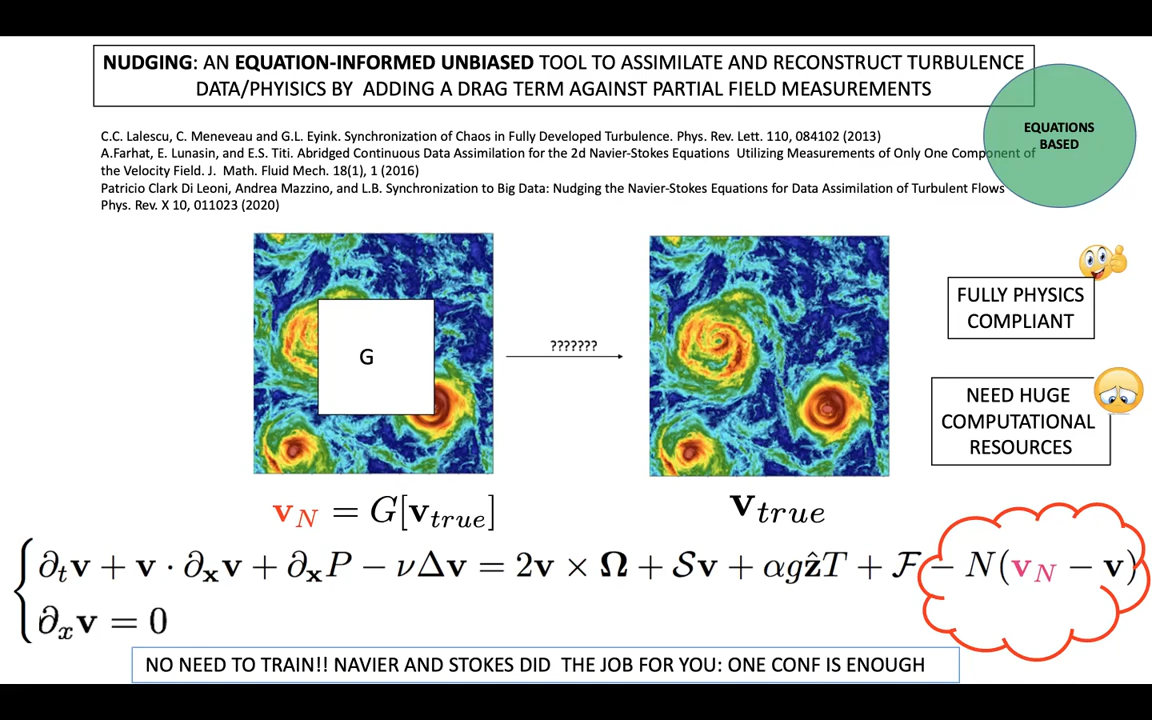 NUDGING: AN EQUATION-INFORMED UNBIASED TOOL TO ASSIMILATE AND RECONSTRUCT TURBULENCE
DATA/PHYISICS BY ADDING A DRAG TERM AGAINST PARTIAL FIELD MEASUREMENTS
EQUATIONS
BASED
C.C. Lalescu, C. Meneveau and G.L. Eyink. Synchronization of Chaos in Fully Developed Turbulence. Phys. Rev. Lett. 110, 084102 (2013)
A.Farhat, E. Lunasin, and E.S. Titi. Abridged Continuous Data Assimilation for the 2d Navier-Stokes Equations Utilizing Measurements of Only One Component of
the Velocity Field. J. Math. Fluid Mech. 18(1), 1 (2016)
Patricio Clark Di Leoni, Andrea Mazzino, and L.B. Synchronization to Big Data: Nudging the Navier-Stokes Equations for Data Assimilation of Turbulent Flows
Phys. Rev. X 10, 011023 (2020)
G
???????
FULLY PHYSICS
COMPLIANT
NEED HUGE
COMPUTATIONAL
RESOURCES
v_N = G[v_{true}]
v_{true}
∂_t v + v · ∂_x v + ∂_x P − νΔv = 2v × Ω + 𝒮v + αgẑT + ℱ − N(v_N − v)
∂_x v = 0
NO NEED TO TRAIN!! NAVIER AND STOKES DID THE JOB FOR YOU: ONE CONF IS ENOUGH